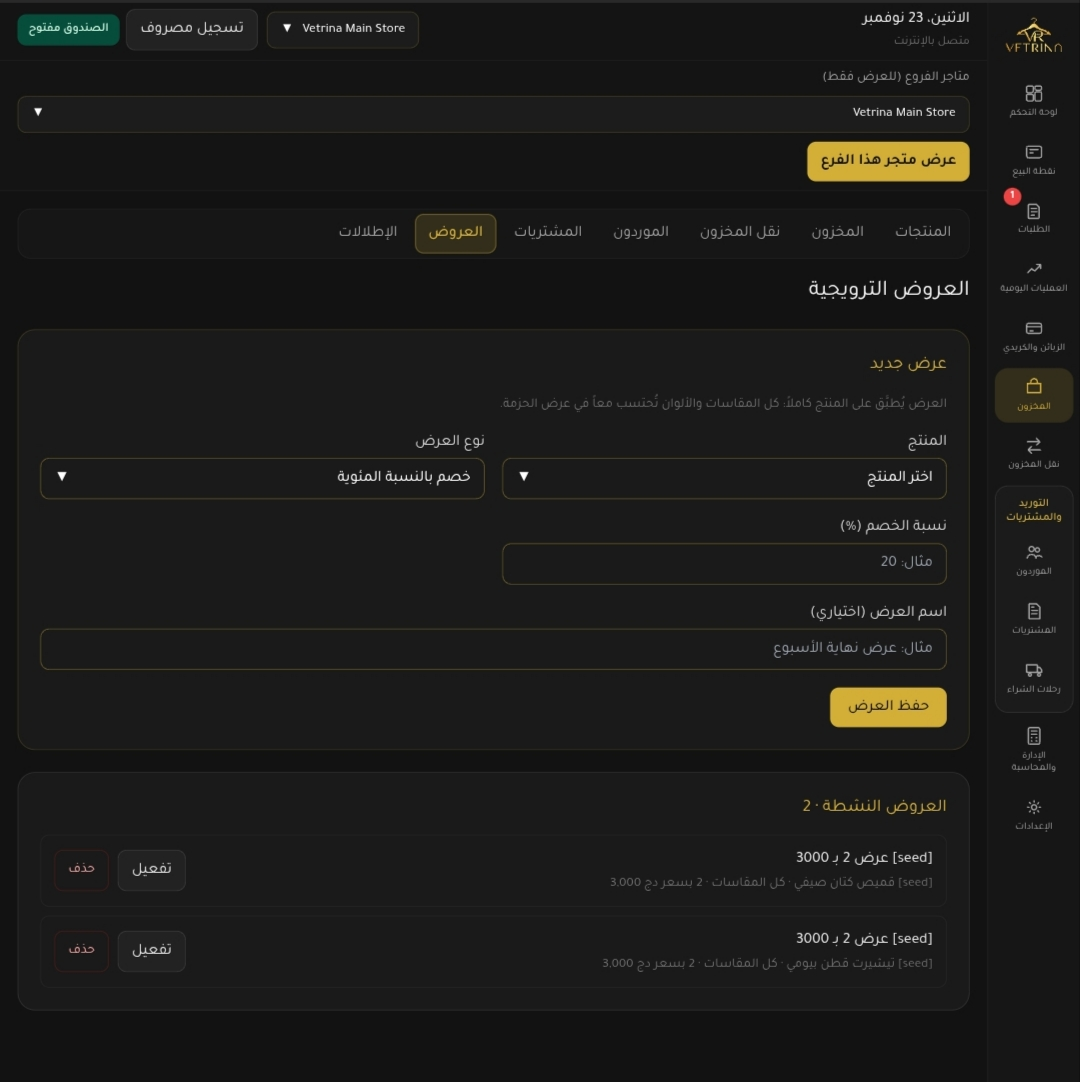 VR
VETRINA
لوحة التحكم
نقطة البيع
1
الطلبات
العمليات اليومية
الزبائن والكريدي
المخزون
نقل المخزون
التوريد
والمشتريات
الموردون
المشتريات
رحلات الشراء
الإدارة
والمحاسبة
الإعدادات
الاثنين، 23 نوفمبر
متصل بالإنترنت
Vetrina Main Store ▼
تسجيل مصروف
الصندوق مفتوح
متاجر الفروع (للعرض فقط)
Vetrina Main Store ▼
عرض متجر هذا الفرع
المنتجات المخزون نقل المخزون الموردون المشتريات العروض الإطلالات
العروض الترويجية
عرض جديد
العرض يُطبَّق على المنتج كاملاً: كل المقاسات والألوان تُحتسب معاً في عرض الحزمة.
المنتج
اختر المنتج ▼
نوع العرض
خصم بالنسبة المئوية ▼
نسبة الخصم (%)
مثال: 20
اسم العرض (اختياري)
مثال: عرض نهاية الأسبوع
حفظ العرض
العروض النشطة · 2
[seed] عرض 2 بـ 3000
[seed] قميص كتان صيفي · كل المقاسات · 2 بسعر دج 3,000
تفعيل
حذف
[seed] عرض 2 بـ 3000
[seed] تيشيرت قطن بيومي · كل المقاسات · 2 بسعر دج 3,000
تفعيل
حذف